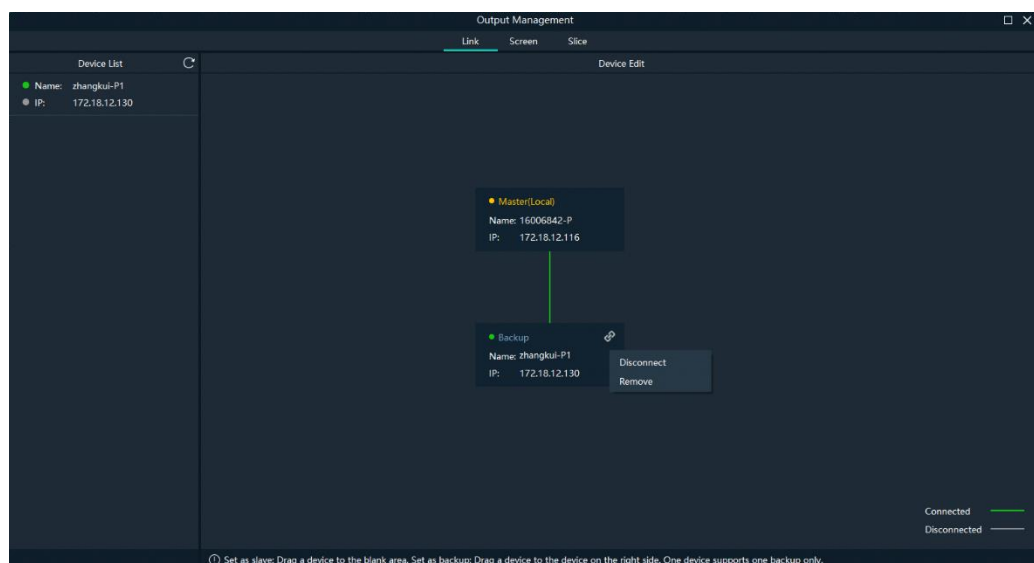 Output Management
Link Screen Slice
Device List
Device Edit
Name: zhangkui-P1
IP: 172.18.12.130
Master(Local)
Name: 16006842-P
IP: 172.18.12.116
Backup
Name: zhangkui-P1
IP: 172.18.12.130
Disconnect
Remove
Connected
Disconnected
Set as slave: Drag a device to the blank area. Set as backup: Drag a device to the device on the right side. One device supports one backup only.